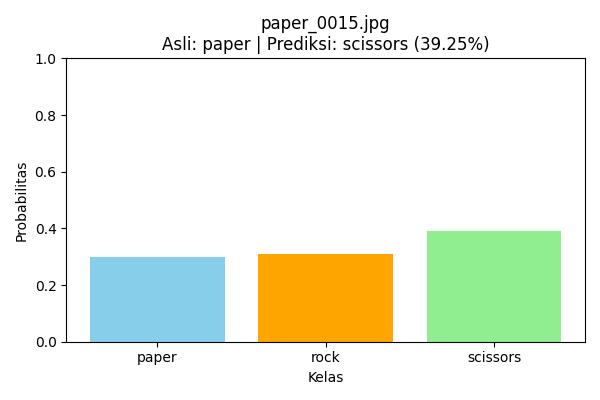 paper_0015.jpg
Asli: paper | Prediksi: scissors (39.25%)
1.0
0.8
0.6
0.4
0.2
0.0
Probabilitas
paper rock scissors
Kelas